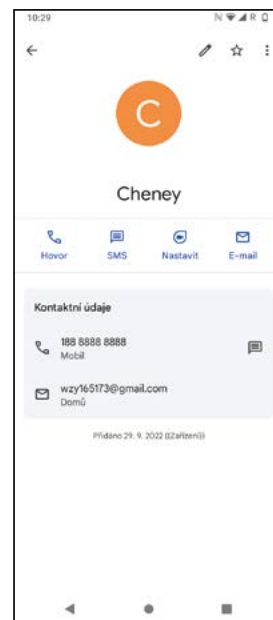 10:29
N R
C
Cheney
Hovor SMS Nastavit E-mail
Kontaktní údaje
188 8888 8888
Mobil
wzy165173@gmail.com
Domů
Přidáno 29. 9. 2022 ((Zařízení))